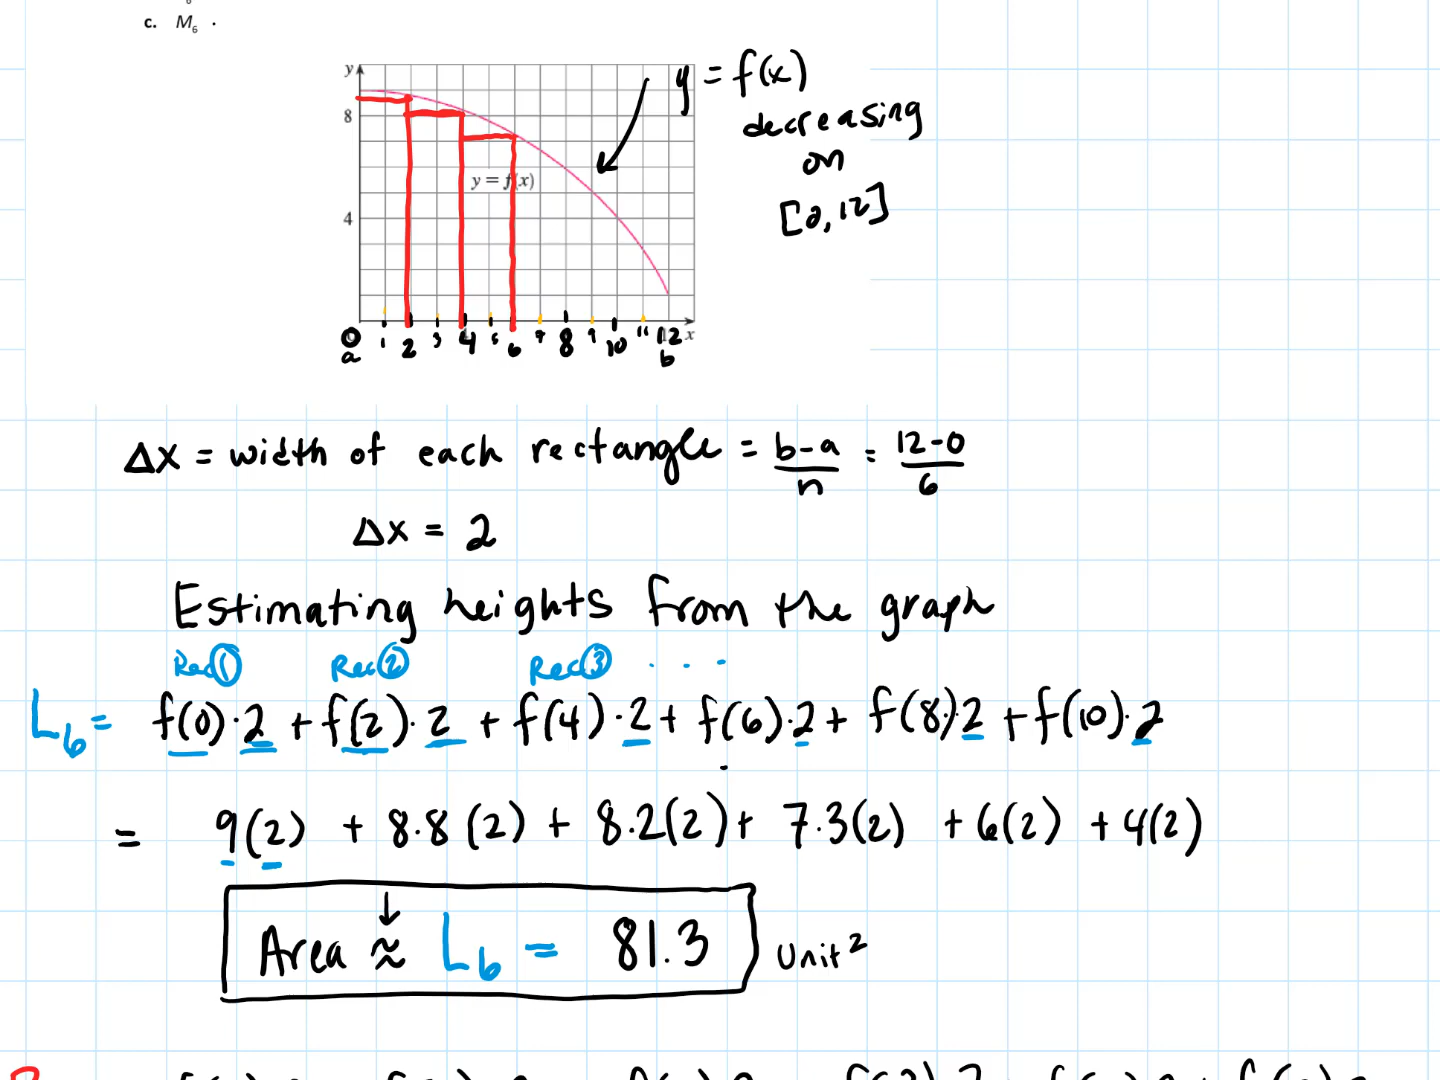 c. M₆ .
y
8
4
y = f(x)
x
y = f(x)
decreasing
on
[0,12]
0 1 2 3 4 5 6 7 8 9 10 11 12
a b
Δx = width of each rectangle = b-a/n = 12-0/6
Δx = 2
Estimating heights from the graph
Rec① Rec② Rec③ . . .
L₆ = f(0)·2 + f(2)·2 + f(4)·2 + f(6)·2 + f(8)·2 + f(10)·2
= 9(2) + 8.8(2) + 8.2(2) + 7.3(2) + 6(2) + 4(2)
↓
Area ≈ L₆ = 81.3 Unit²